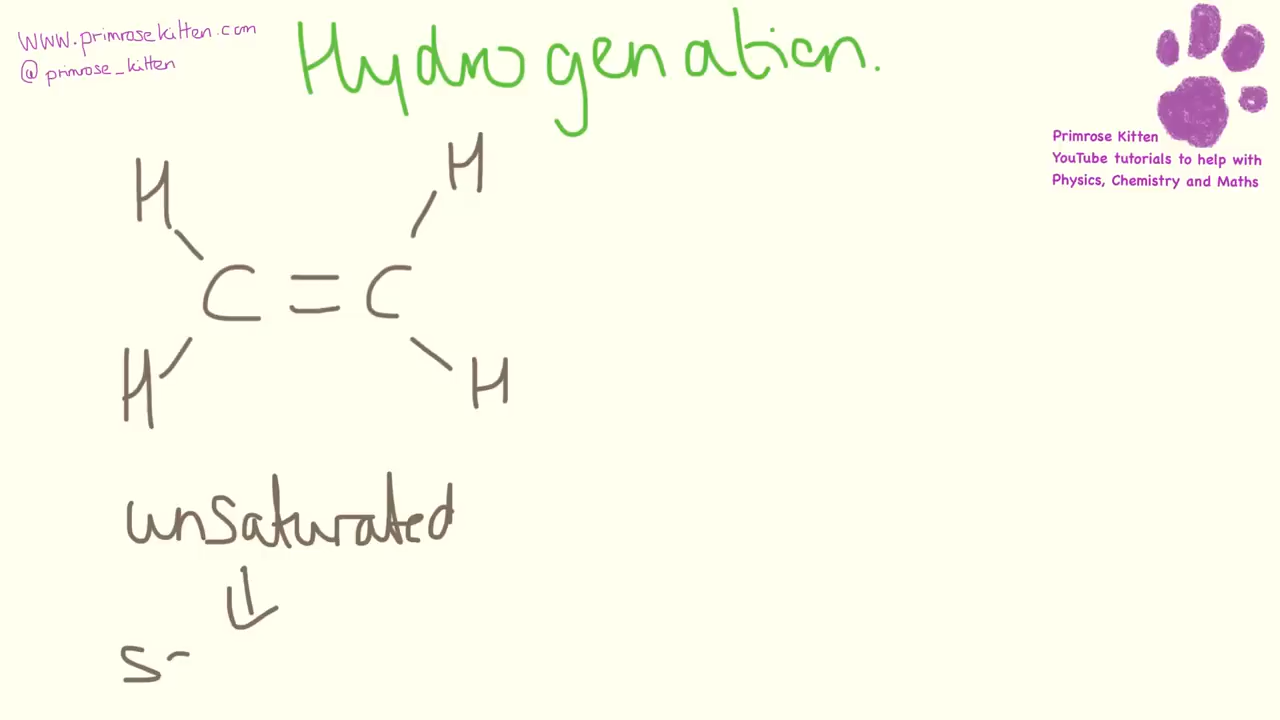 www.primrosekitten.com
@primrose_kitten
Hydrogenation.
Primrose Kitten
YouTube tutorials to help with
Physics, Chemistry and Maths
H H
C = C
H H
unsaturated
s